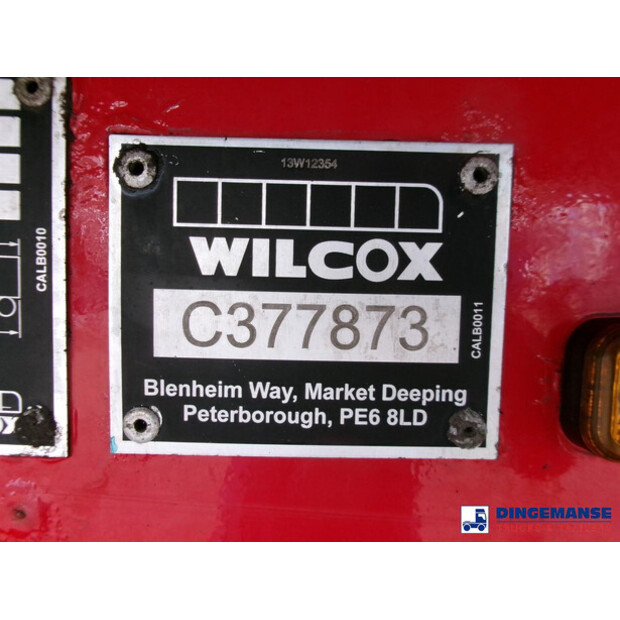 CALB0010
13W12354
WILCOX
C377873
CALB0011
Blenheim Way, Market Deeping
Peterborough, PE6 8LD
DINGEMANSE